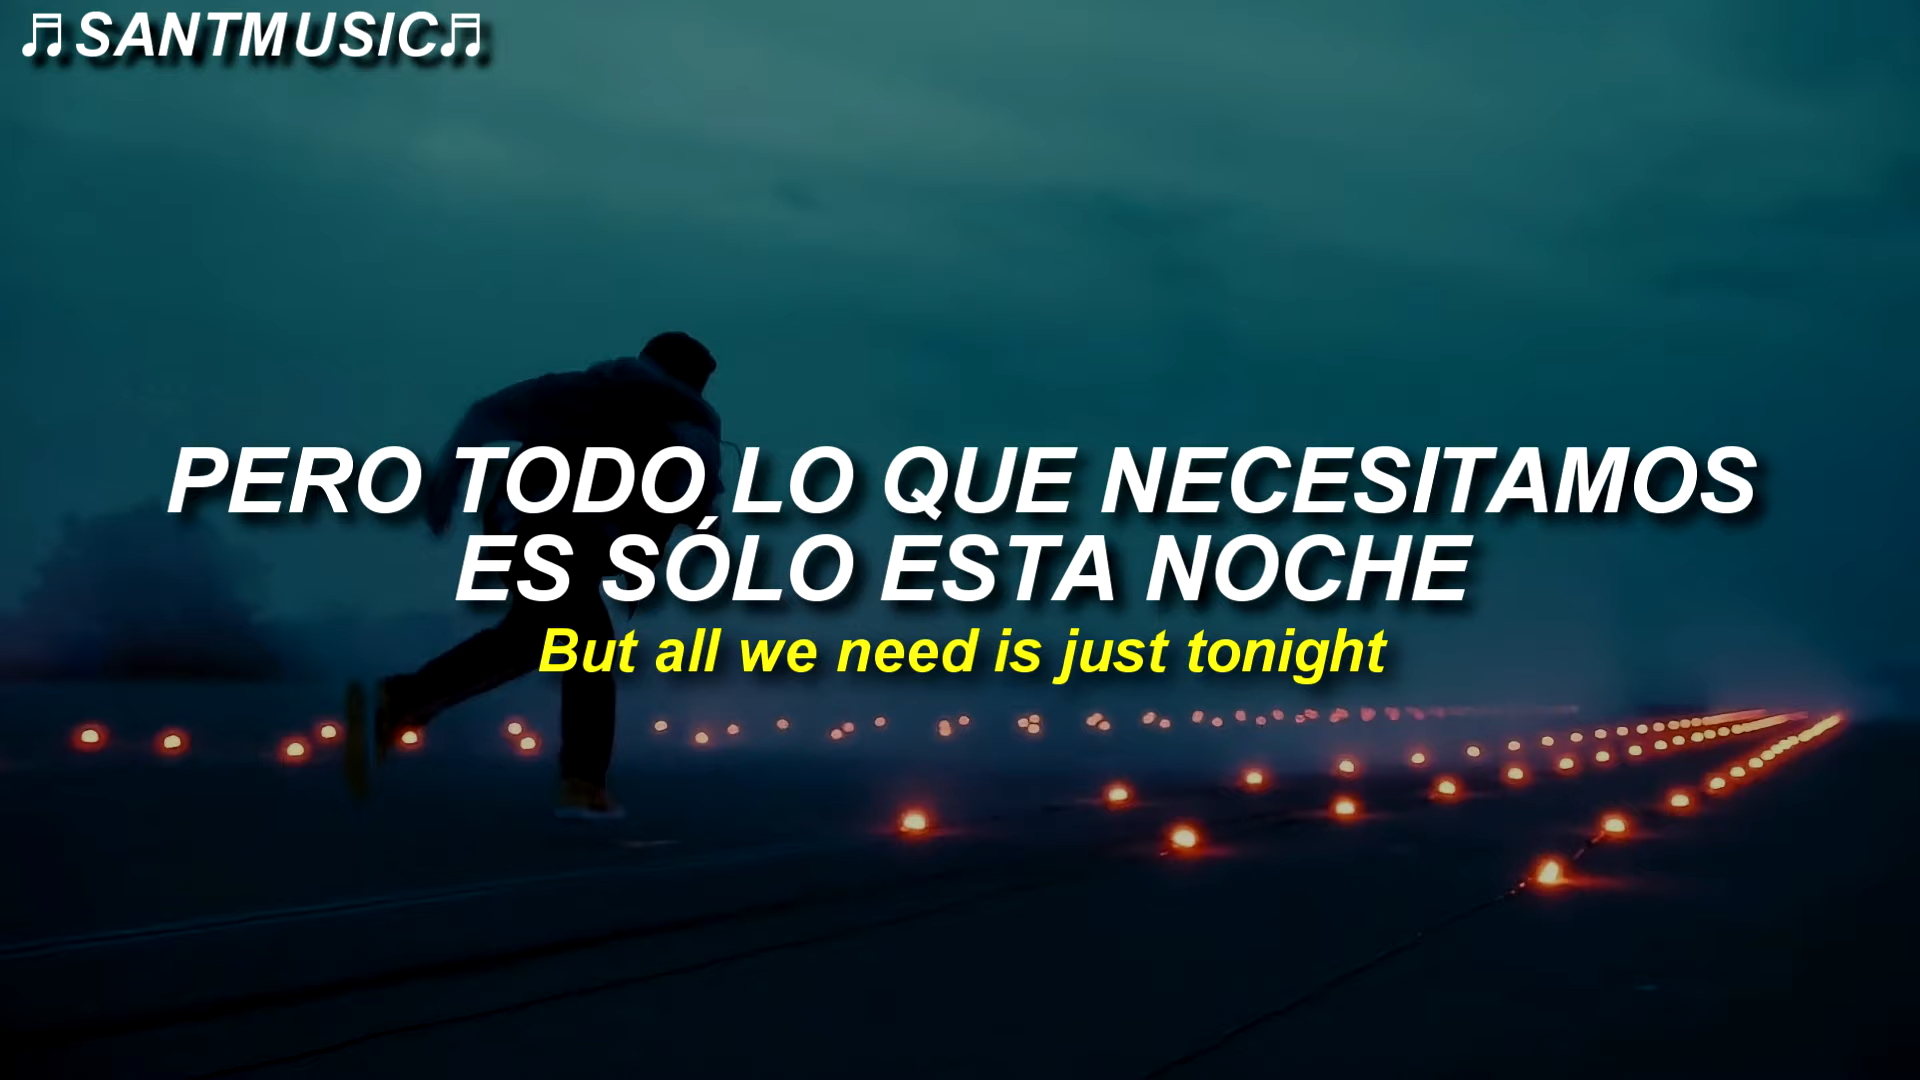 ♫SANTMUSIC♫
PERO TODO LO QUE NECESITAMOS
ES SÓLO ESTA NOCHE
But all we need is just tonight